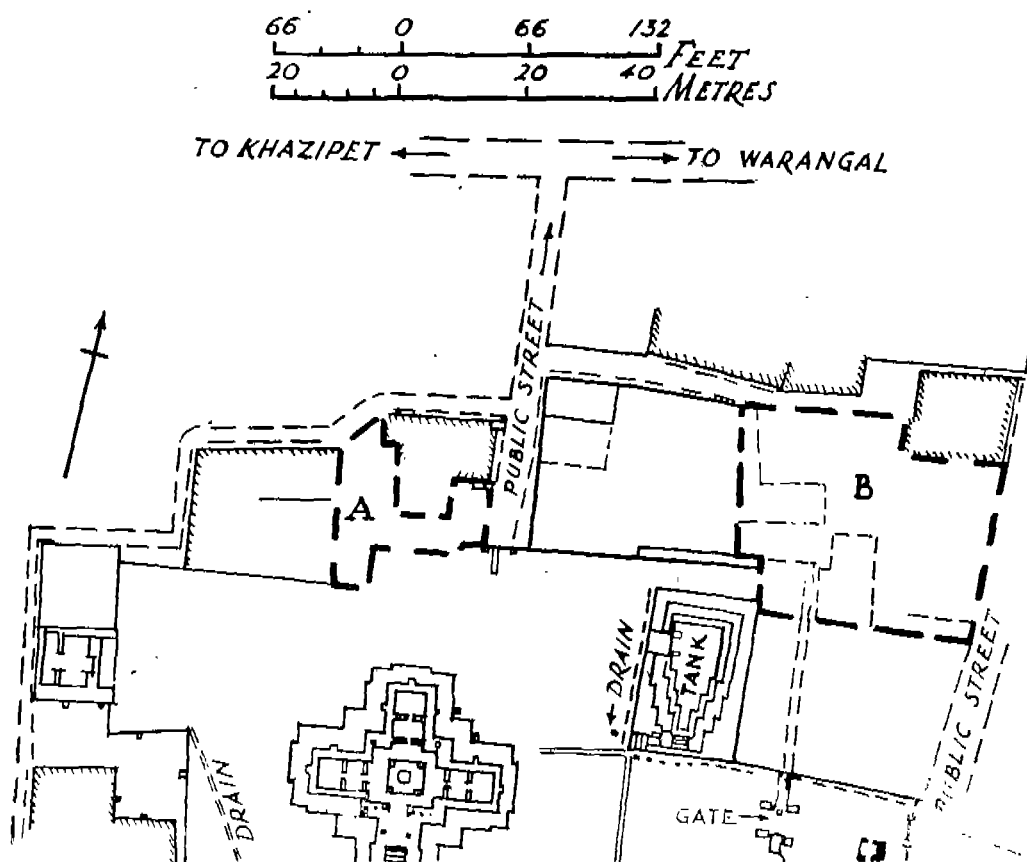 66 0 66 132
FEET
20 0 20 40
METRES
TO KHAZIPET
TO WARANGAL
PUBLIC STREET
A
B
DRAIN
TANK
PUBLIC STREET
DRAIN
GATE